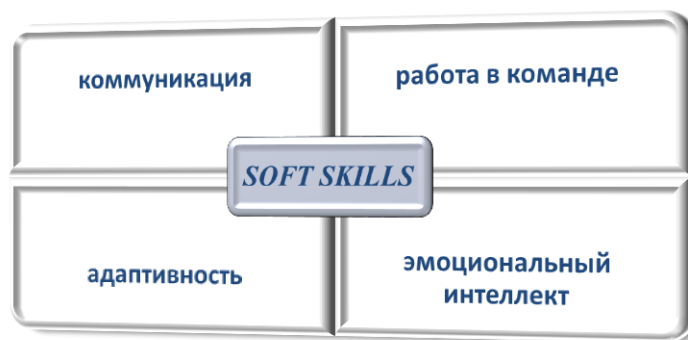 коммуникация
работа в команде
SOFT SKILLS
адаптивность
эмоциональный
интеллект